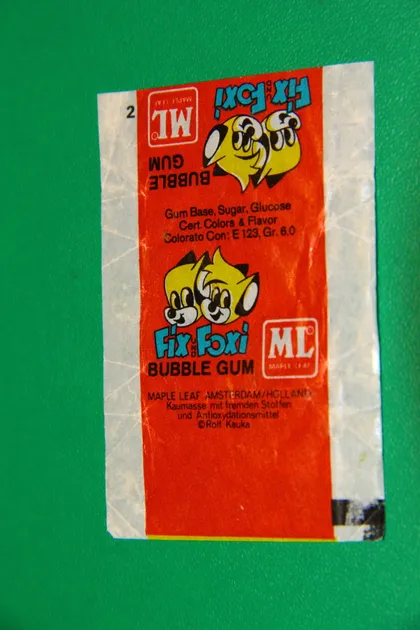 2
ML
MAPLE LEAF
Fix AND Foxi
BUBBLE
GUM
Gum Base, Sugar, Glucose
Cert. Colors & Flavor
Colorato Con: E 123, Gr. 6.0
Fix AND Foxi
BUBBLE GUM
ML
MAPLE LEAF
MAPLE LEAF AMSTERDAM/HOLLAND
Kaumasse mit fremden Stoffen
und Antioxydationsmittel
©Rolf Kauka